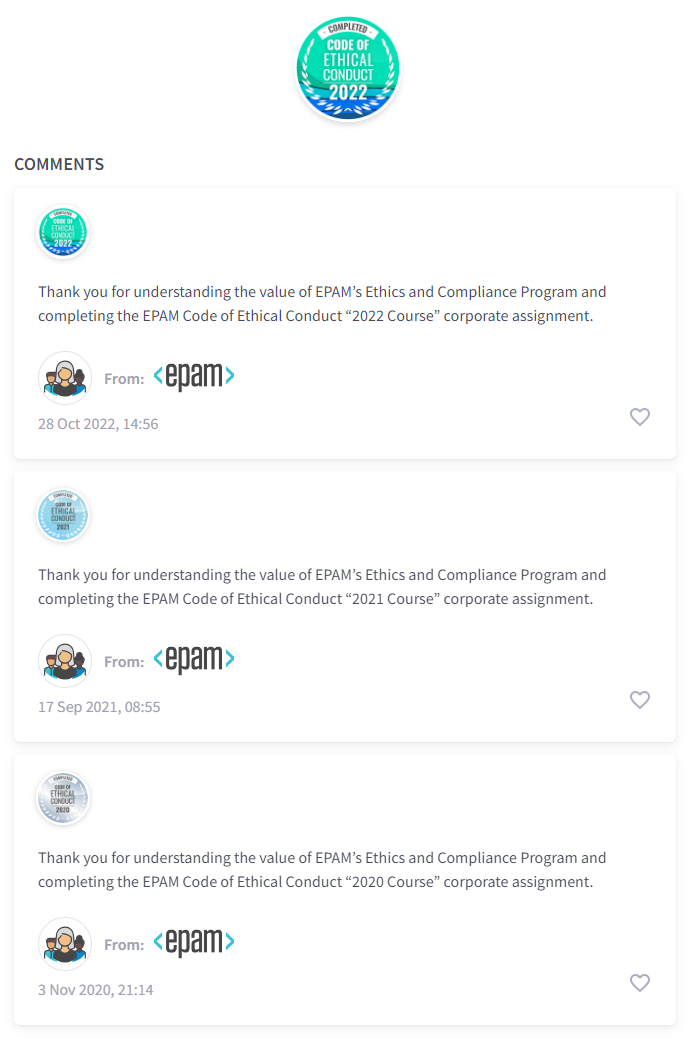 COMPLETED
CODE OF
ETHICAL
CONDUCT
2022
COMMENTS
COMPLETED
CODE OF
ETHICAL
CONDUCT
2022
Thank you for understanding the value of EPAM’s Ethics and Compliance Program and
completing the EPAM Code of Ethical Conduct “2022 Course” corporate assignment.
From: <epam>
28 Oct 2022, 14:56
COMPLETED
CODE OF
ETHICAL
CONDUCT
2021
Thank you for understanding the value of EPAM’s Ethics and Compliance Program and
completing the EPAM Code of Ethical Conduct “2021 Course” corporate assignment.
From: <epam>
17 Sep 2021, 08:55
COMPLETED
CODE OF
ETHICAL
CONDUCT
2020
Thank you for understanding the value of EPAM’s Ethics and Compliance Program and
completing the EPAM Code of Ethical Conduct “2020 Course” corporate assignment.
From: <epam>
3 Nov 2020, 21:14